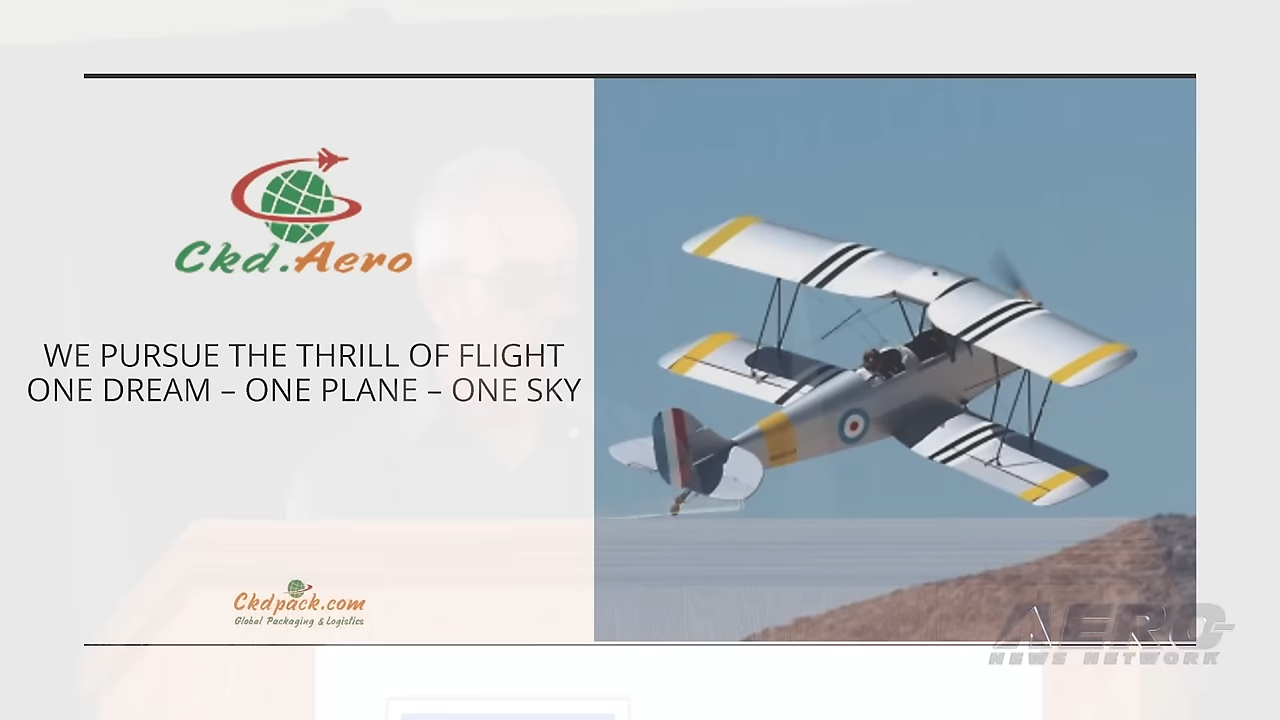 Ckd.Aero
WE PURSUE THE THRILL OF FLIGHT
ONE DREAM – ONE PLANE – ONE SKY
Ckdpack.com
Global Packaging & Logistics
AERO-
NEWS NETWORK